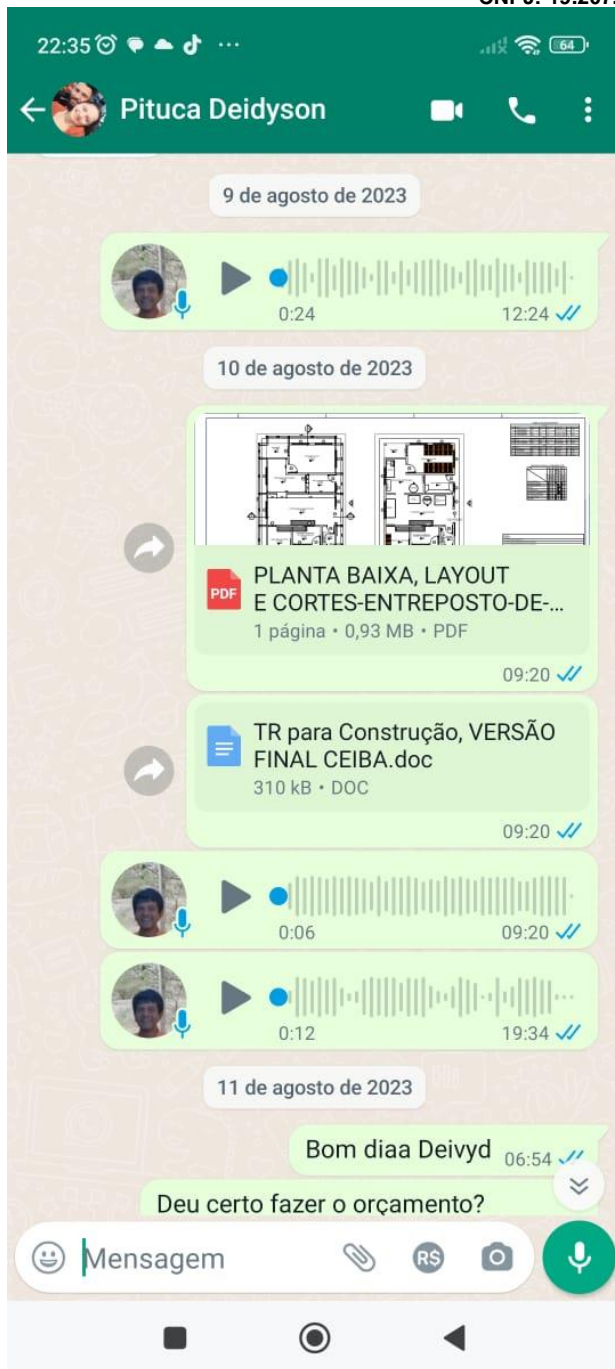 22:35
64
Pituca Deidyson
9 de agosto de 2023
0:24
12:24
10 de agosto de 2023
PDF
PLANTA BAIXA, LAYOUT
E CORTES-ENTREPOSTO-DE-...
1 página • 0,93 MB • PDF
09:20
TR para Construção, VERSÃO
FINAL CEIBA.doc
310 kB • DOC
09:20
0:06
09:20
0:12
19:34
11 de agosto de 2023
Bom diaa Deivyd
06:54
Deu certo fazer o orçamento?
Mensagem
R$